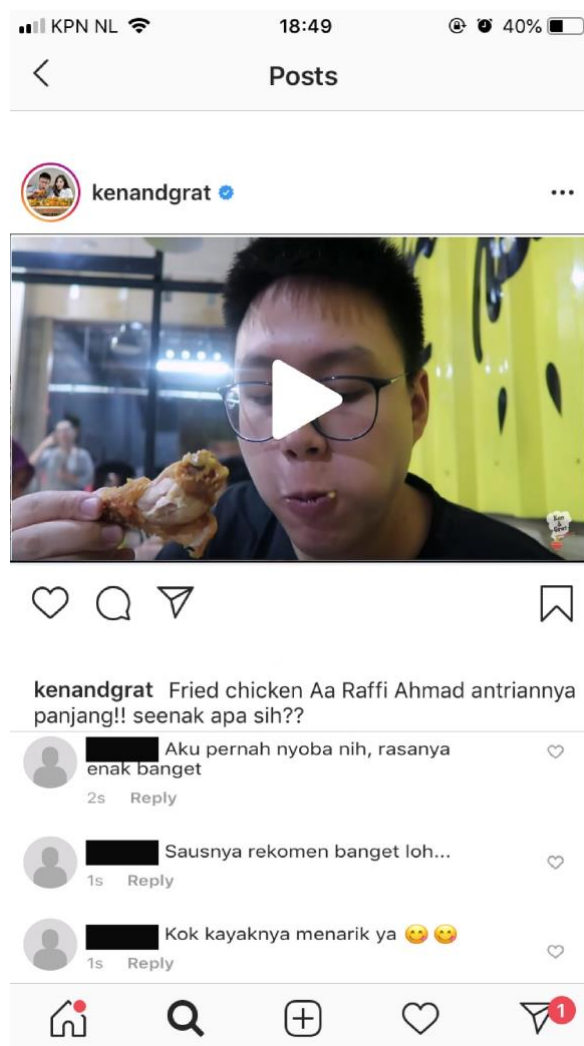 KPN NL 18:49 40%
Posts
kenandgrat
kenandgrat Fried chicken Aa Raffi Ahmad antriannya
panjang!! seenak apa sih??
Aku pernah nyoba nih, rasanya
enak banget
2s Reply
Sausnya rekomen banget loh...
1s Reply
Kok kayaknya menarik ya 😋 😋
1s Reply
1